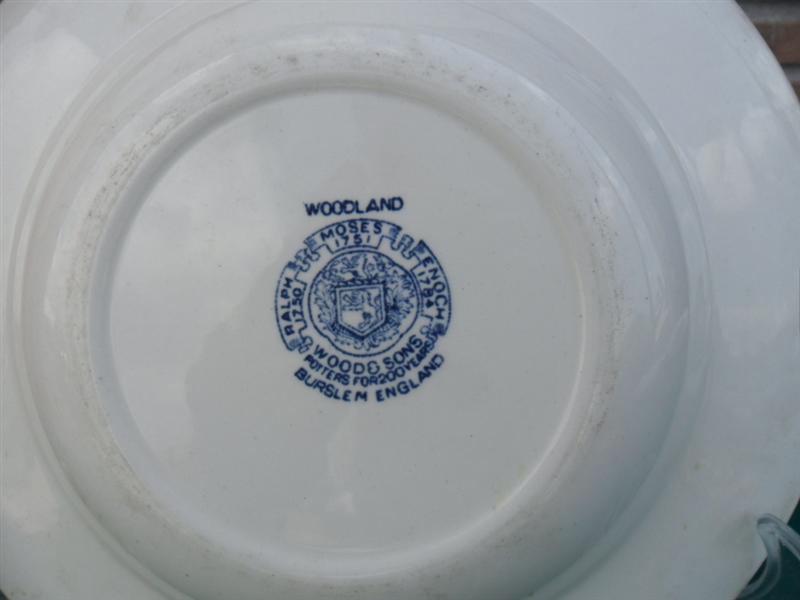 WOODLAND
RALPH
1750
MOSES
1751
ENOCH
1784
WOOD & SONS
POTTERS FOR 200 YEARS
BURSLEM ENGLAND